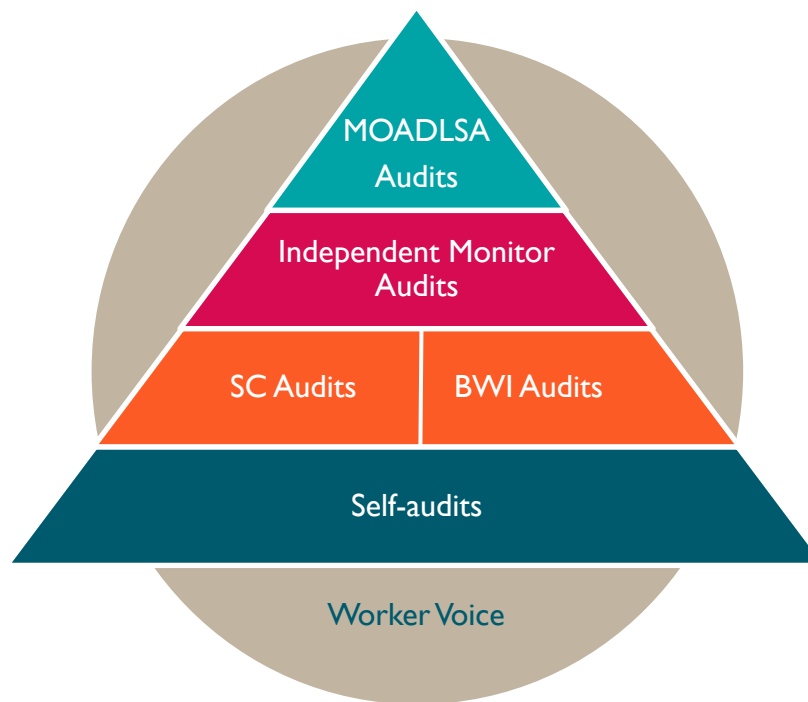 MOADLSA
Audits
Independent Monitor
Audits
SC Audits
BWI Audits
Self-audits
Worker Voice